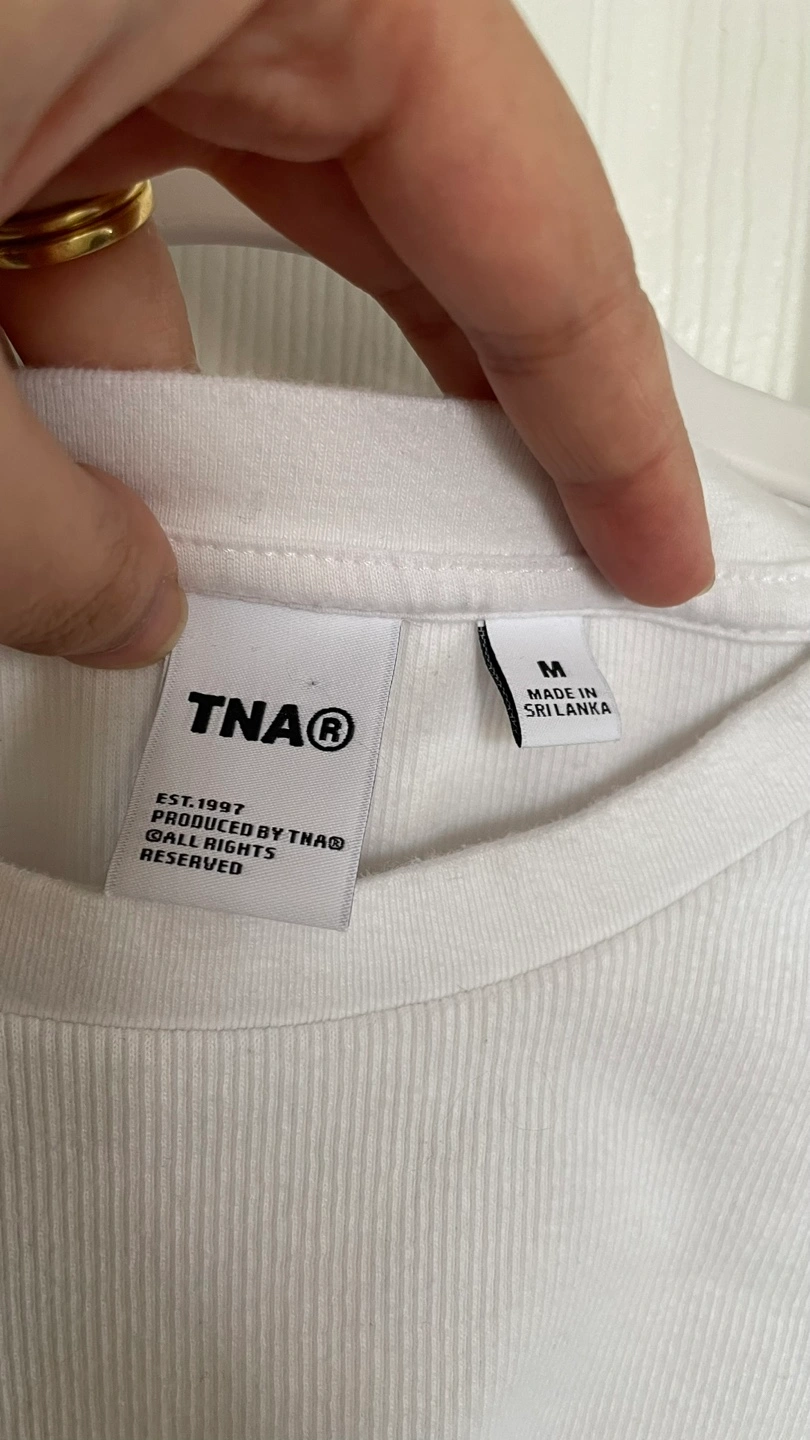 TNA®
EST.1997
PRODUCED BY TNA®
©ALL RIGHTS
RESERVED
M
MADE IN
SRI LANKA